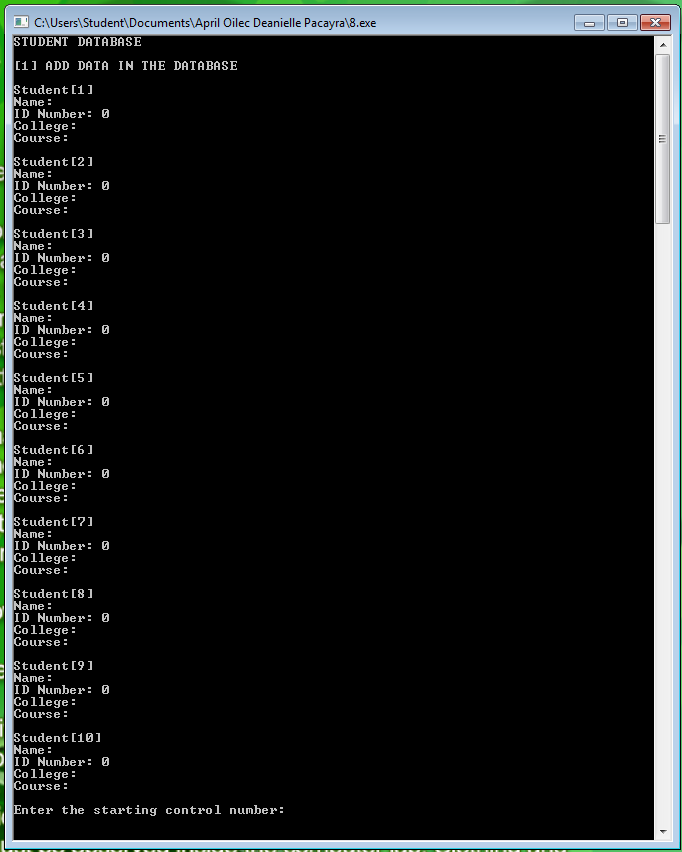 C:\Users\Student\Documents\April Oilec Deanielle Pacayra\8.exe
STUDENT DATABASE
[1] ADD DATA IN THE DATABASE
Student[1]
Name:
ID Number: 0
College:
Course:
Student[2]
Name:
ID Number: 0
College:
Course:
Student[3]
Name:
ID Number: 0
College:
Course:
Student[4]
Name:
ID Number: 0
College:
Course:
Student[5]
Name:
ID Number: 0
College:
Course:
Student[6]
Name:
ID Number: 0
College:
Course:
Student[7]
Name:
ID Number: 0
College:
Course:
Student[8]
Name:
ID Number: 0
College:
Course:
Student[9]
Name:
ID Number: 0
College:
Course:
Student[10]
Name:
ID Number: 0
College:
Course:
Enter the starting control number: